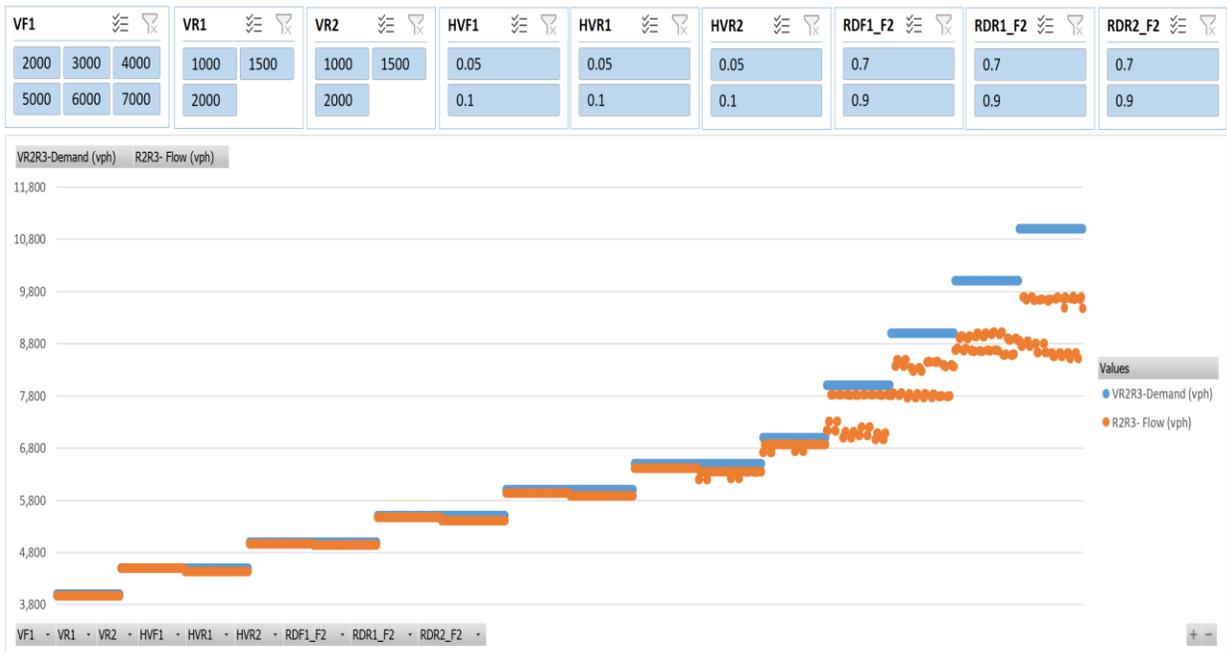 VF1 VR1 VR2 HVF1 HVR1 HVR2 RDF1_F2 RDR1_F2 RDR2_F2
2000 3000 4000 1000 1500 1000 1500 0.05 0.05 0.05 0.7 0.7 0.7
5000 6000 7000 2000 2000 0.1 0.1 0.1 0.9 0.9 0.9
VR2R3-Demand (vph) R2R3- Flow (vph)
11,800
10,800
9,800
8,800
7,800
6,800
5,800
4,800
3,800
Values
VR2R3-Demand (vph)
R2R3- Flow (vph)
VF1 VR1 VR2 HVF1 HVR1 HVR2 RDF1_F2 RDR1_F2 RDR2_F2
+ −